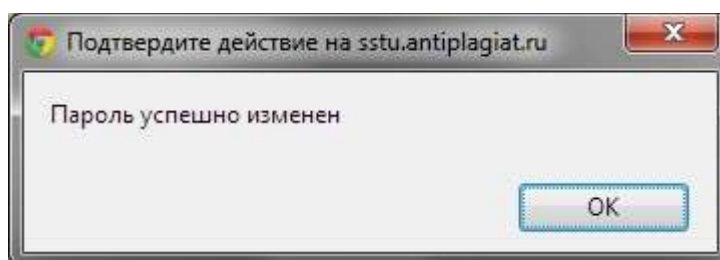 Подтвердите действие на sstu.antiplagiat.ru
Пароль успешно изменен
OK